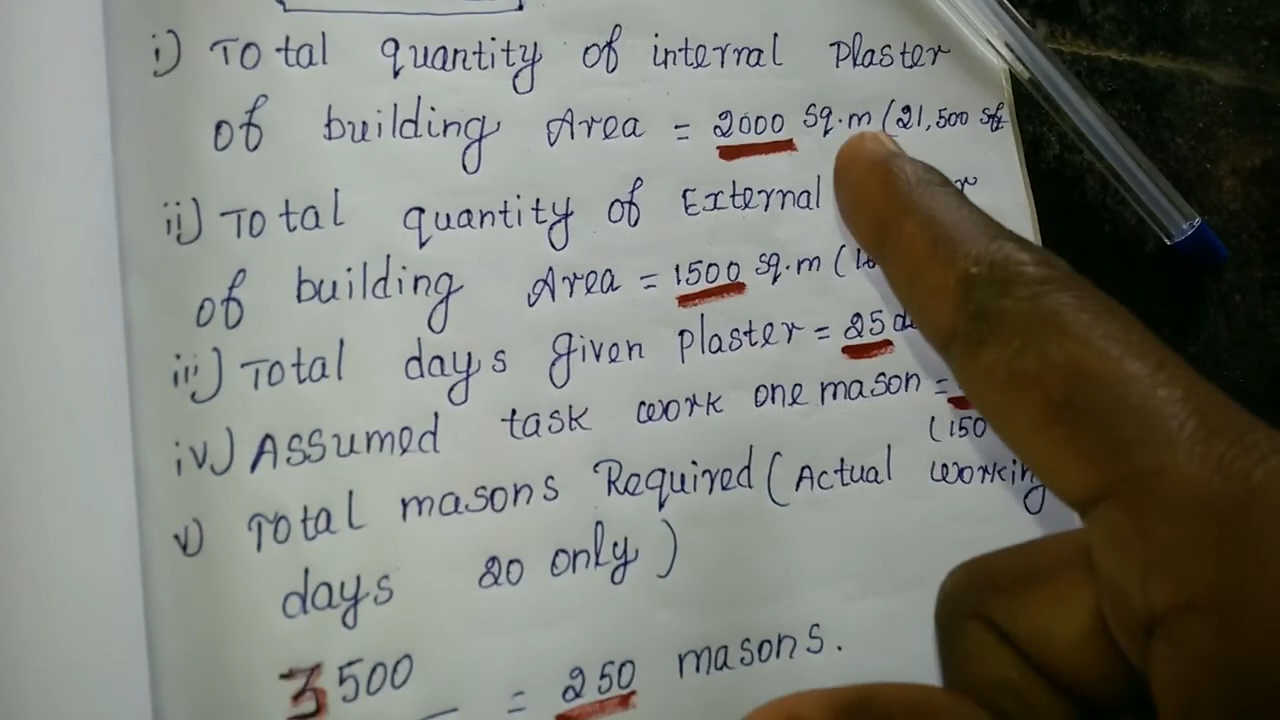 i) Total quantity of internal Plaster
of building Area = 2000 Sq.m (21,500 sft
ii) Total quantity of External
of building Area = 1500 sq.m (
iii) Total days given plaster = 25
iv) Assumed task work one mason =
(150
v) Total masons Required (Actual working
days 20 only)
3500
= 250 masons.